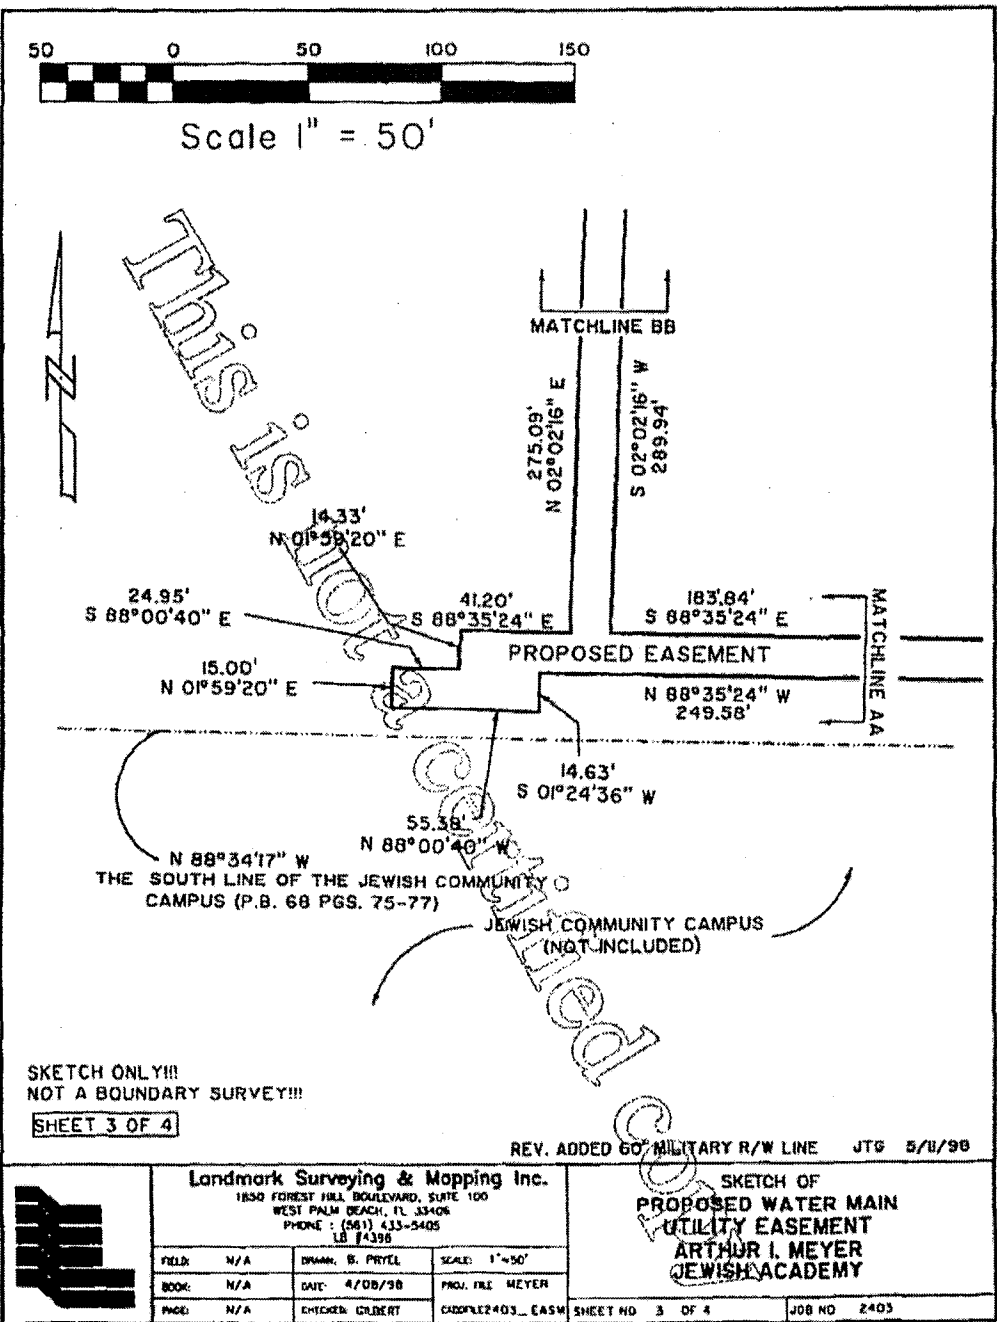 50 0 50 100 150
Scale 1" = 50'
This is not a certified copy
MATCHLINE BB
275.09'
N 02°02'16" E
S 02°02'16" W
289.94'
14.33'
N 01°59'20" E
24.95'
S 88°00'40" E
41.20'
S 88°35'24" E
183.84'
S 88°35'24" E
MATCHLINE AA
PROPOSED EASEMENT
15.00'
N 01°59'20" E
N 88°35'24" W
249.58'
14.63'
S 01°24'36" W
55.38'
N 88°00'40" W
N 88°34'17" W
THE SOUTH LINE OF THE JEWISH COMMUNITY
CAMPUS (P.B. 68 PGS. 75-77)
JEWISH COMMUNITY CAMPUS
(NOT INCLUDED)
SKETCH ONLY!!!
NOT A BOUNDARY SURVEY!!!
SHEET 3 OF 4
REV. ADDED 60' MILITARY R/W LINE JTG 5/11/98
Landmark Surveying & Mapping Inc.
1850 FOREST HILL BOULEVARD, SUITE 100
WEST PALM BEACH, FL 33406
PHONE : (561) 433-5405
LB #4396
SKETCH OF
PROPOSED WATER MAIN
UTILITY EASEMENT
ARTHUR I. MEYER
JEWISH ACADEMY
FIELD: N/A DRAWN: B. PRYEL SCALE: 1"=50'
BOOK: N/A DATE: 4/08/98 PROJ. FILE MEYER
PAGE: N/A CHECKED: GILBERT CADDFILE2403_EASM SHEET NO 3 OF 4 JOB NO 2403